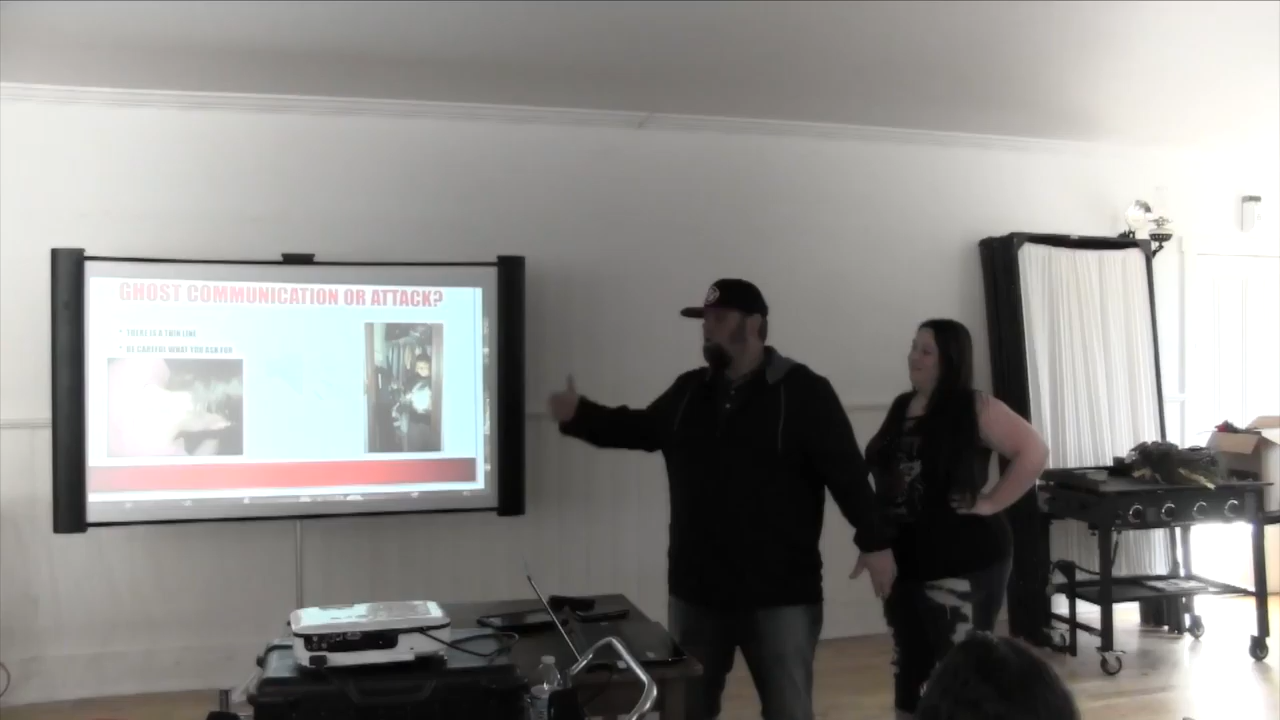 GHOST COMMUNICATION OR ATTACK?
• THERE IS A THIN LINE
• BE CAREFUL WHAT YOU ASK FOR